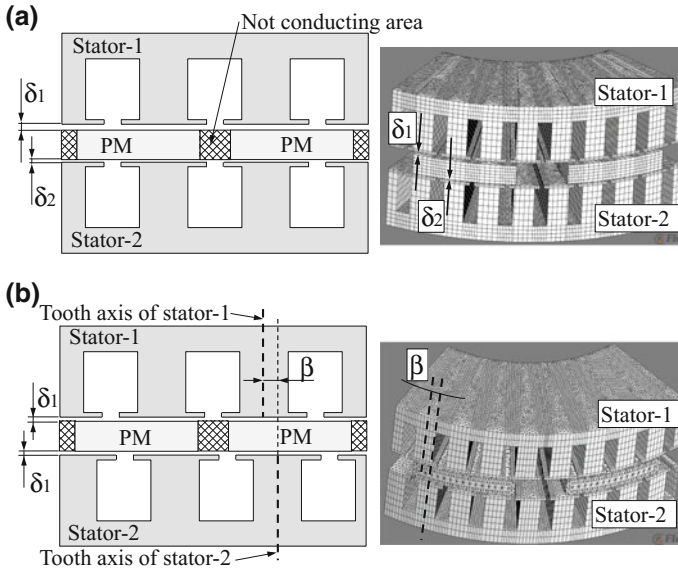 (a)
Not conducting area
Stator-1
δ1
PM
PM
δ2
Stator-2
Stator-1
δ1
δ2
Stator-2
(b)
Tooth axis of stator-1
Stator-1
β
δ1
PM
PM
δ1
Stator-2
Tooth axis of stator-2
β
Stator-1
Stator-2